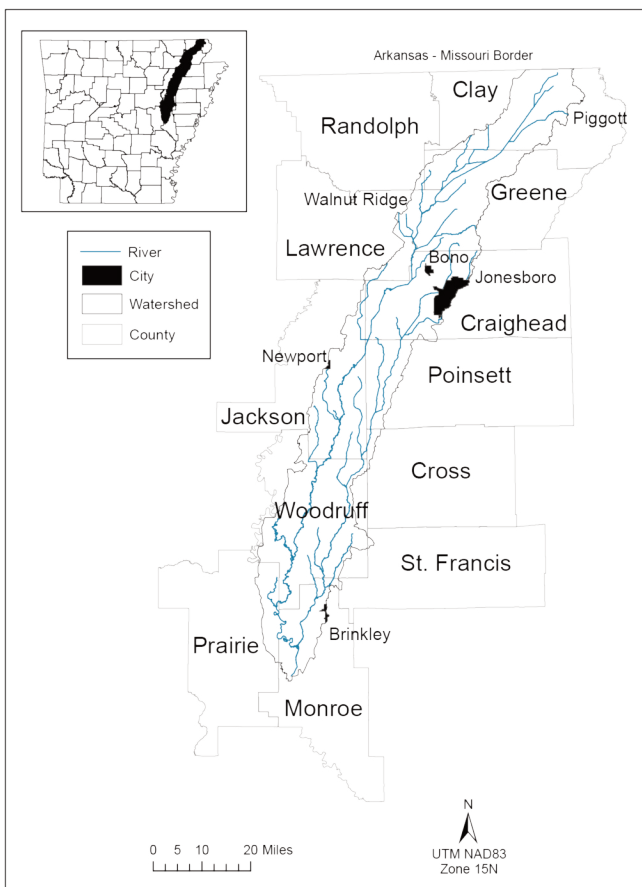 Arkansas - Missouri Border
Clay
Piggott
Randolph
Greene
Walnut Ridge
Lawrence
Bono
Jonesboro
Craighead
River
City
Watershed
County
Newport
Poinsett
Jackson
Cross
Woodruff
St. Francis
Brinkley
Prairie
Monroe
N
0 5 10 20 Miles
UTM NAD83
Zone 15N